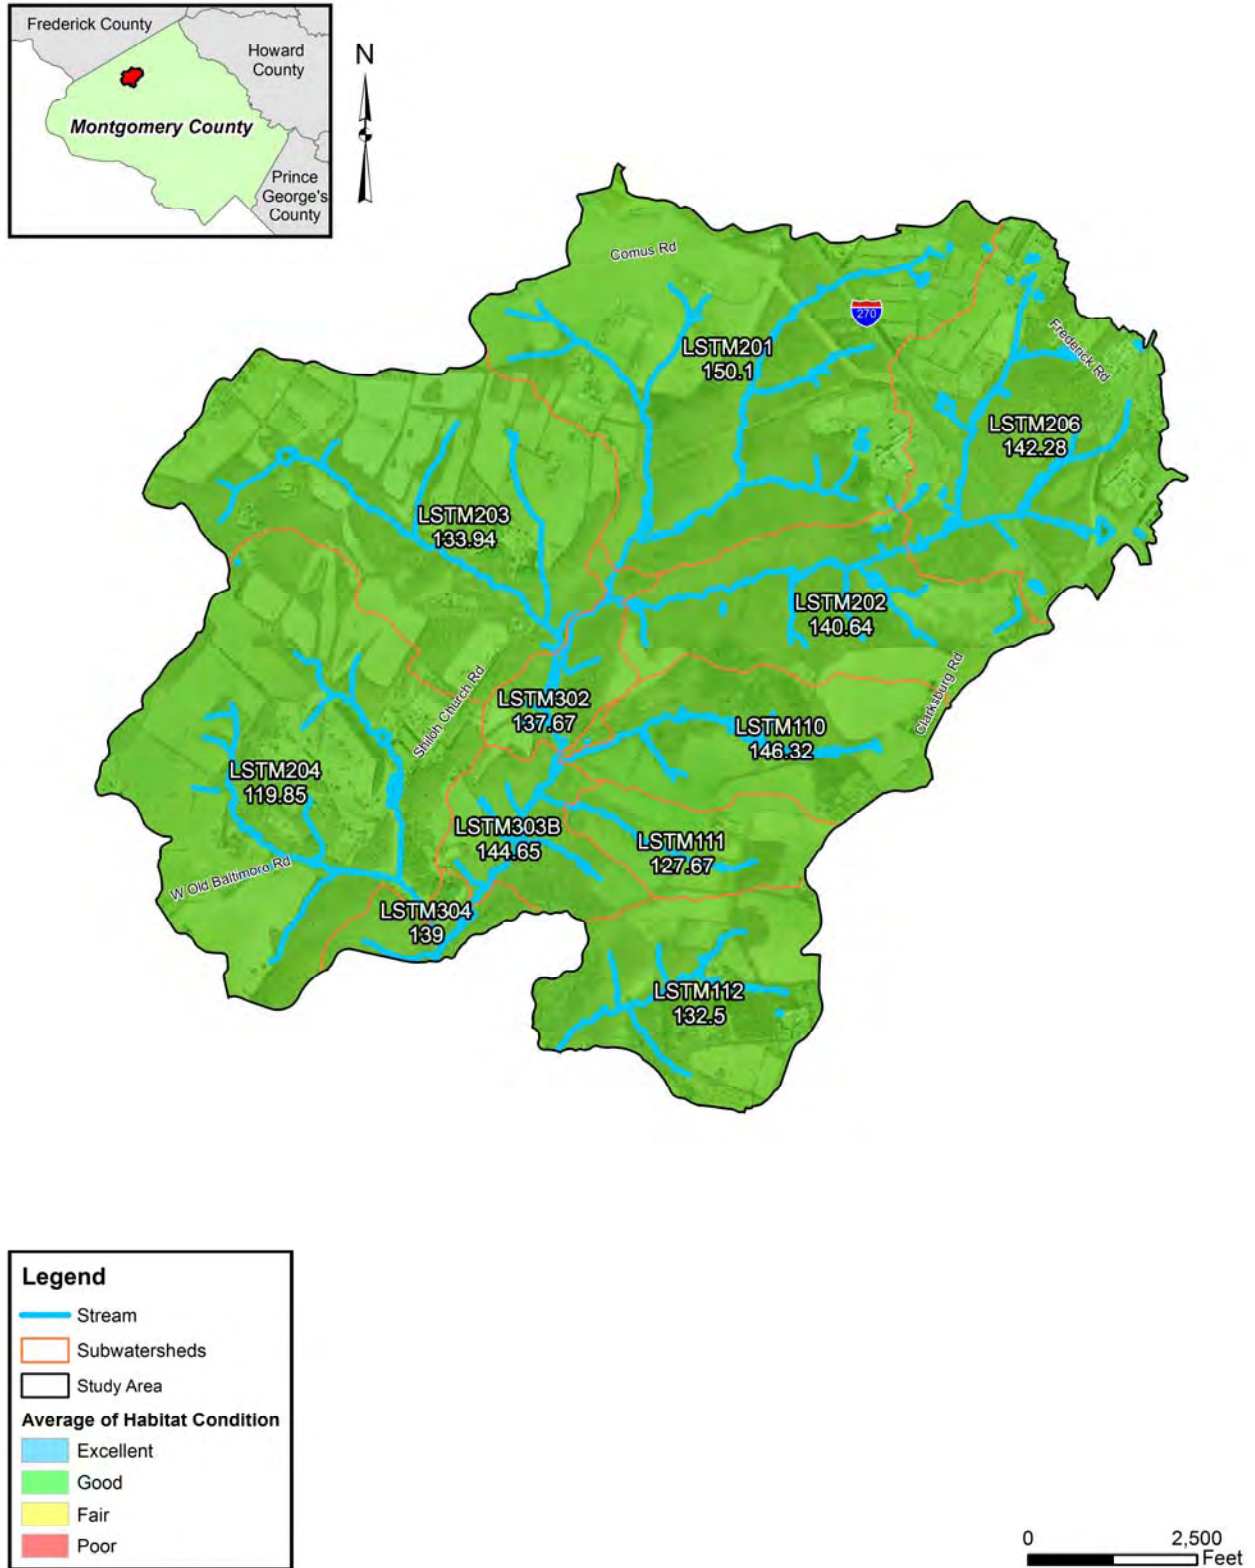 Frederick County
Howard
County
Montgomery County
Prince
George's
County
N
Comus Rd
270
Frederick Rd
LSTM201
150.1
LSTM206
142.28
LSTM203
133.94
LSTM202
140.64
Clarksburg Rd
Shiloh Church Rd
LSTM302
137.67
LSTM110
146.32
LSTM204
119.85
LSTM303B
144.65
LSTM111
127.67
W Old Baltimore Rd
LSTM304
139
LSTM112
132.5
Legend
Stream
Subwatersheds
Study Area
Average of Habitat Condition
Excellent
Good
Fair
Poor
0 2,500
Feet